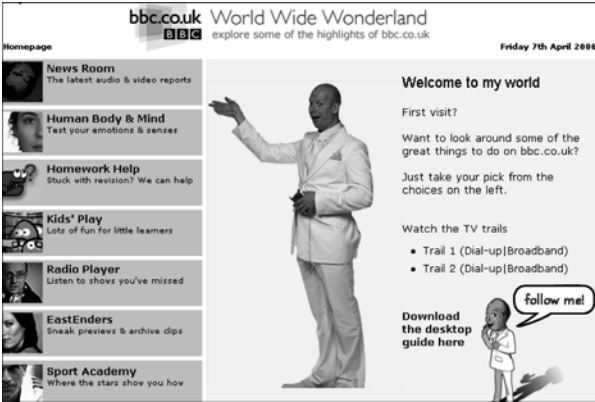 bbc.co.uk World Wide Wonderland
BBC explore some of the highlights of bbc.co.uk
Homepage
Friday 7th April 2006
News Room
The latest audio & video reports
Human Body & Mind
Test your emotions & senses
Homework Help
Stuck with revision? We can help
Kids' Play
Lots of fun for little learners
Radio Player
Listen to shows you've missed
EastEnders
Sneak previews & archive clips
Sport Academy
Where the stars show you how
Welcome to my world
First visit?
Want to look around some of the
great things to do on bbc.co.uk?
Just take your pick from the
choices on the left.
Watch the TV trails
• Trail 1 (Dial-up|Broadband)
• Trail 2 (Dial-up|Broadband)
Download
the desktop
guide here
follow me!